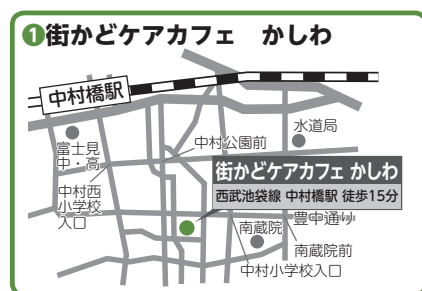 ❶街かどケアカフェ　かしわ
中村橋駅
富士見
中・高
中村公園前
水道局
中村西
小学校
入口
街かどケアカフェ かしわ
西武池袋線 中村橋駅 徒歩15分
豊中通り
南蔵院
南蔵院前
中村小学校入口